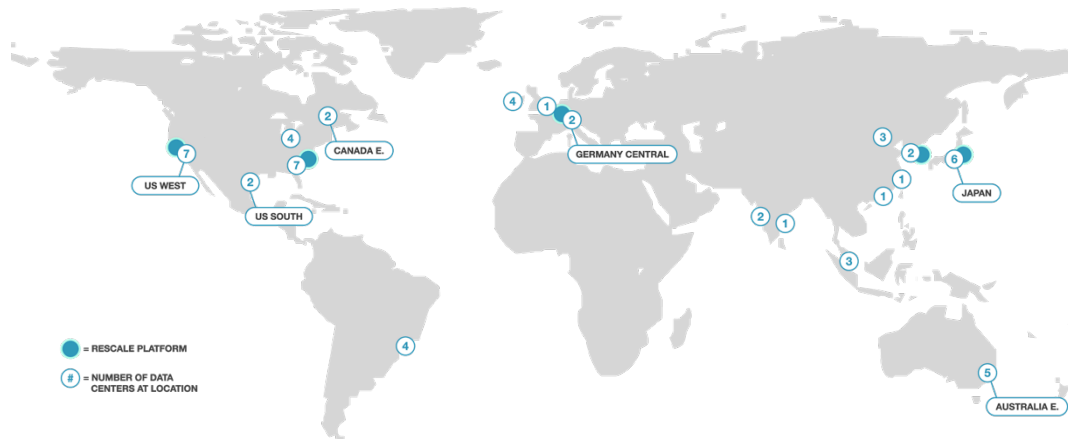 2
CANADA E.
4
7
US WEST
7
2
US SOUTH
4
1
2
GERMANY CENTRAL
3
2
6
JAPAN
1
1
2
1
3
4
5
AUSTRALIA E.
= RESCALE PLATFORM
# = NUMBER OF DATA
CENTERS AT LOCATION